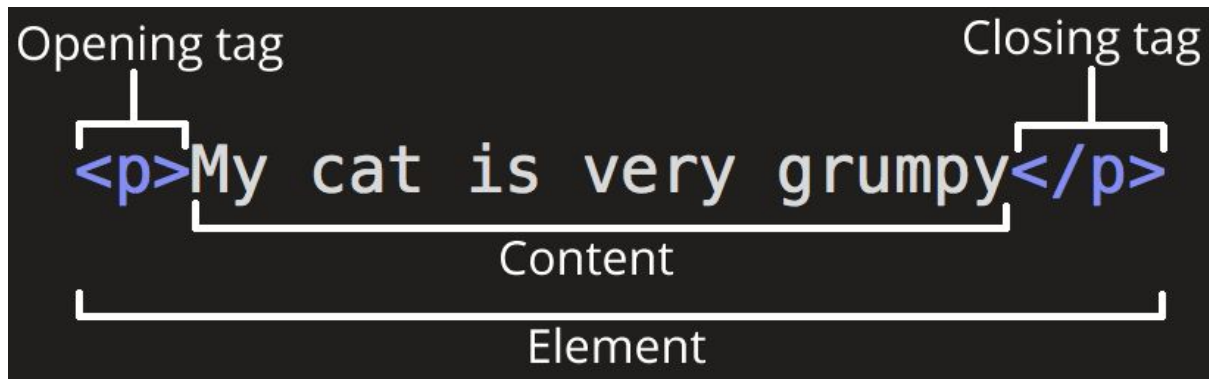 Opening tag
Closing tag
<p>My cat is very grumpy</p>
Content
Element